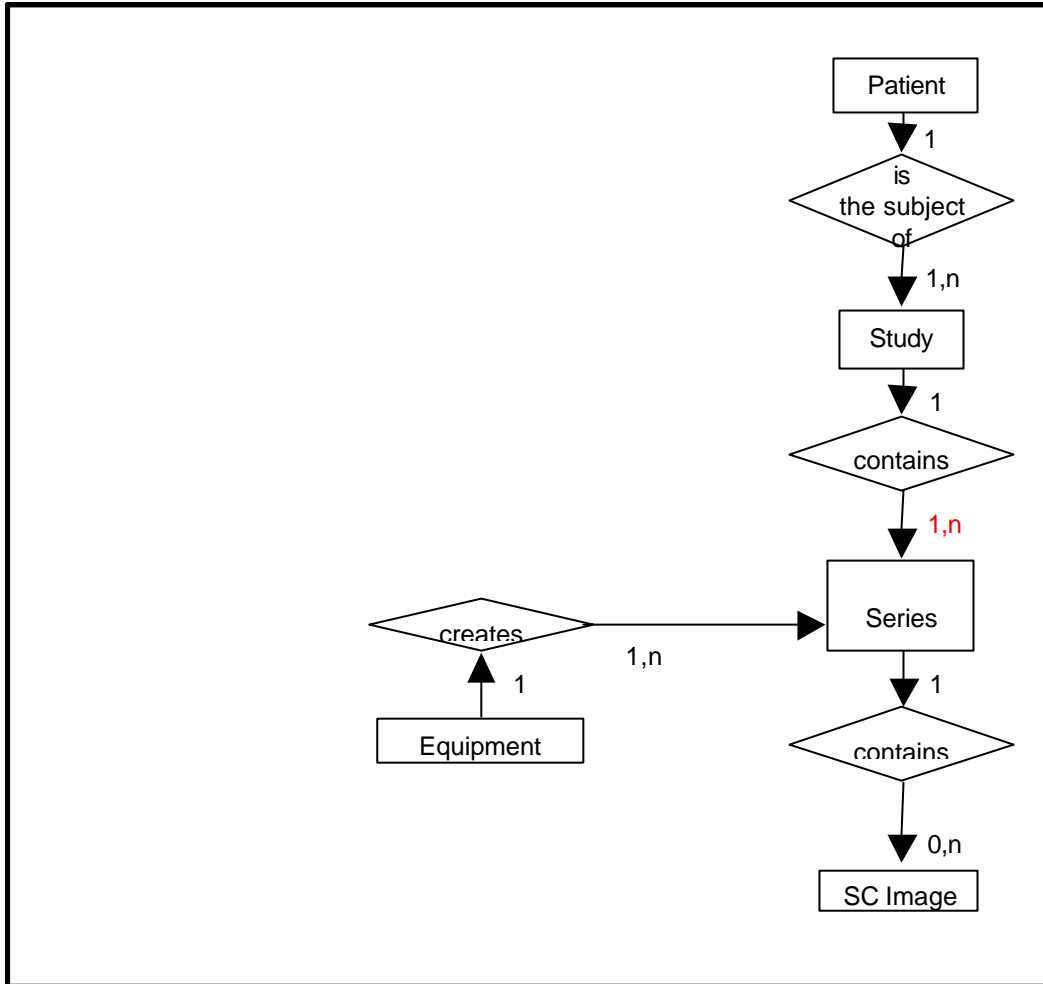 Patient
1
is
the subject
of
1,n
Study
1
contains
1,n
Series
creates
1,n
1
1
Equipment
contains
0,n
SC Image